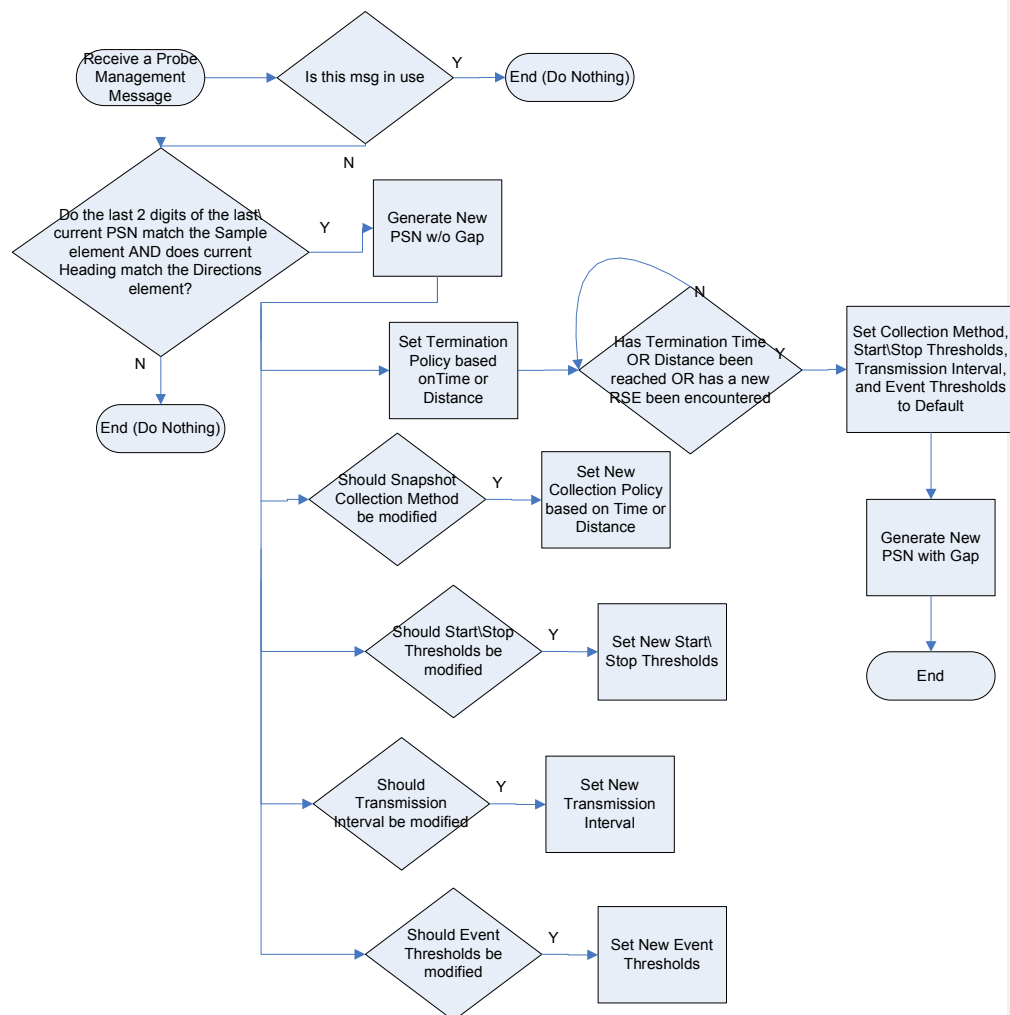 Receive a Probe
Management
Message
Is this msg in use
Y
End (Do Nothing)
N
Do the last 2 digits of the last\
current PSN match the Sample
element AND does current
Heading match the Directions
element?
Y
Generate New
PSN w/o Gap
N
End (Do Nothing)
Set Termination
Policy based
onTime or
Distance
N
Has Termination Time
OR Distance been
reached OR has a new
RSE been encountered
Y
Set Collection Method,
Start\Stop Thresholds,
Transmission Interval,
and Event Thresholds
to Default
Should Snapshot
Collection Method
be modified
Y
Set New
Collection Policy
based on Time or
Distance
Generate New
PSN with Gap
End
Should Start\Stop
Thresholds be
modified
Y
Set New Start\
Stop Thresholds
Should
Transmission
Interval be modified
Y
Set New
Transmission
Interval
Should Event
Thresholds be
modified
Y
Set New Event
Thresholds